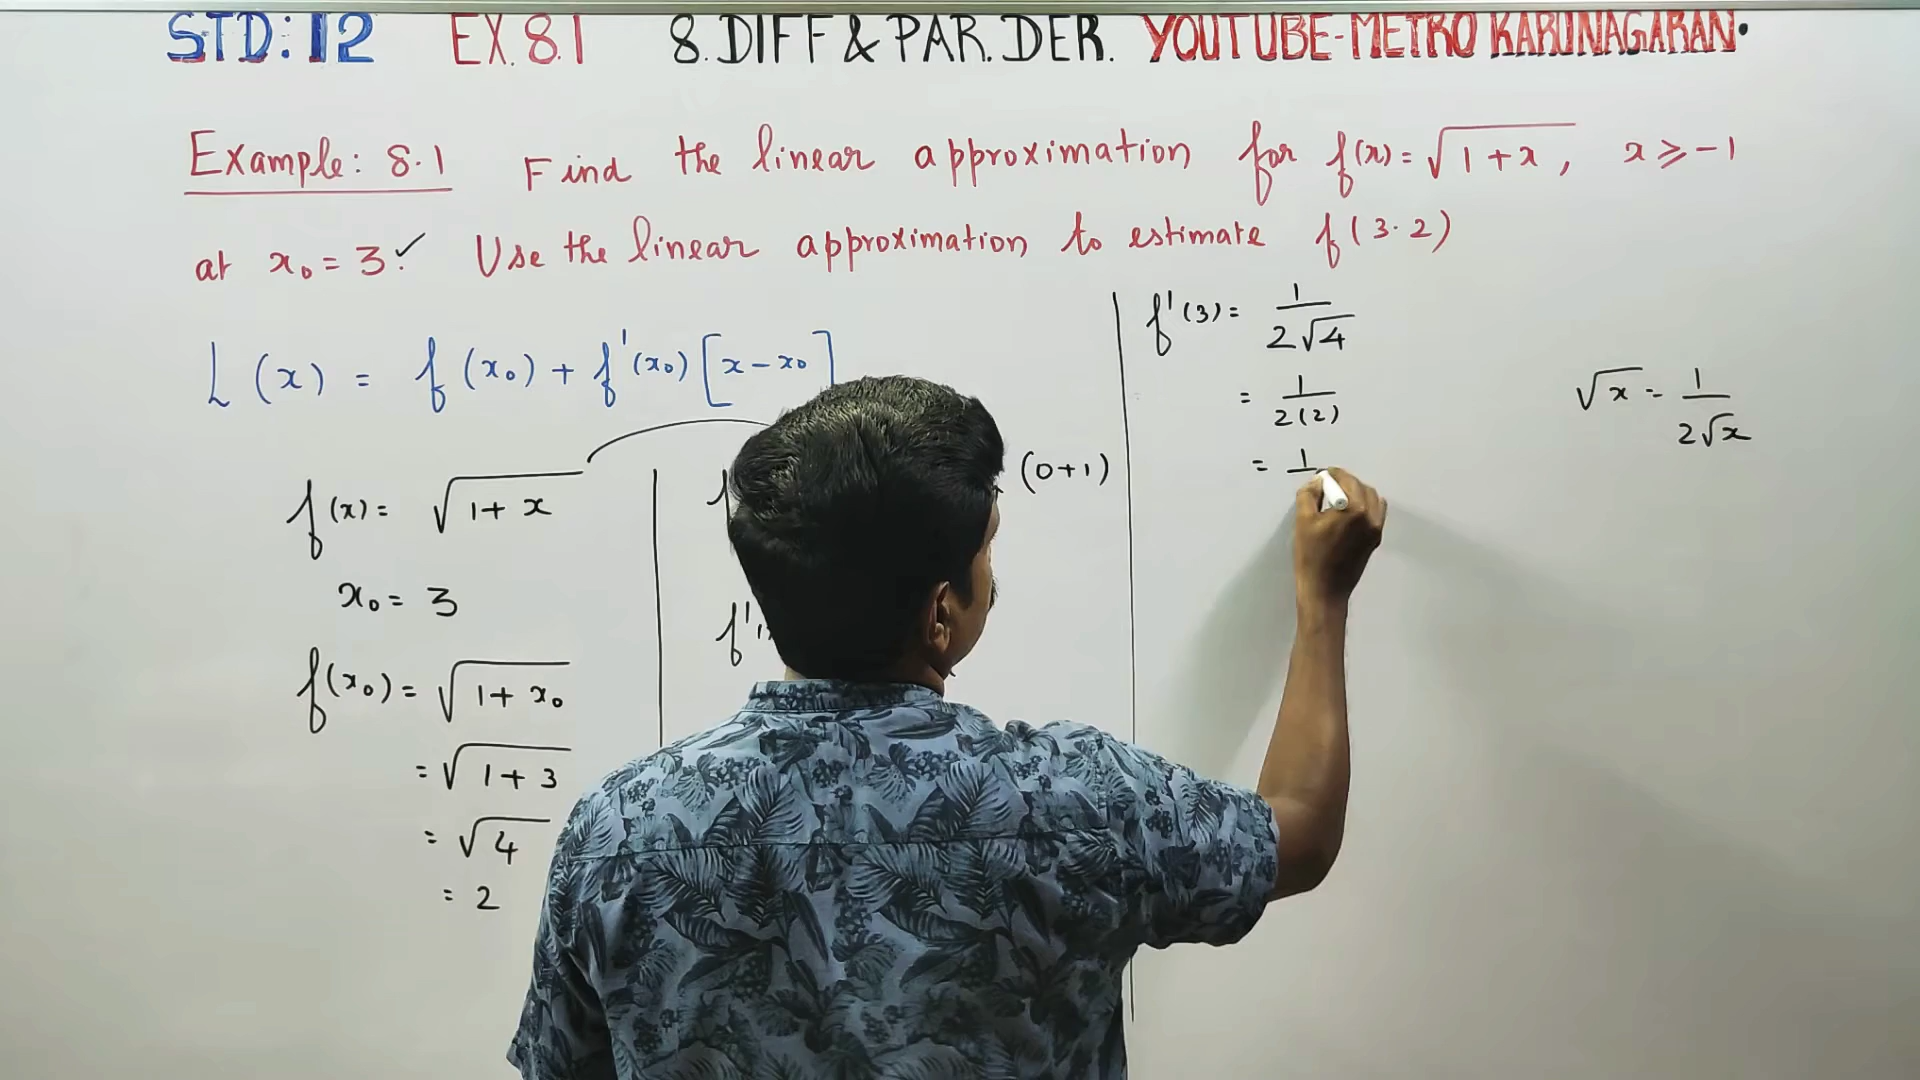 STD: 12 EX. 8.1 8. DIFF & PAR. DER. YOUTUBE-METRO KARUNAGARAN.
Example: 8.1 Find the linear approximation for f(x) = √(1 + x), x ≥ -1
at x₀ = 3. ✓ Use the linear approximation to estimate f(3.2)
L(x) = f(x₀) + f'(x₀) [x - x₀]
f(x) = √(1 + x)
x₀ = 3
f(x₀) = √(1 + x₀)
= √(1 + 3)
= √4
= 2
(0+1)
f'(3) = 1/(2√4)
= 1/(2(2))
= 1
√x = 1/(2√x)